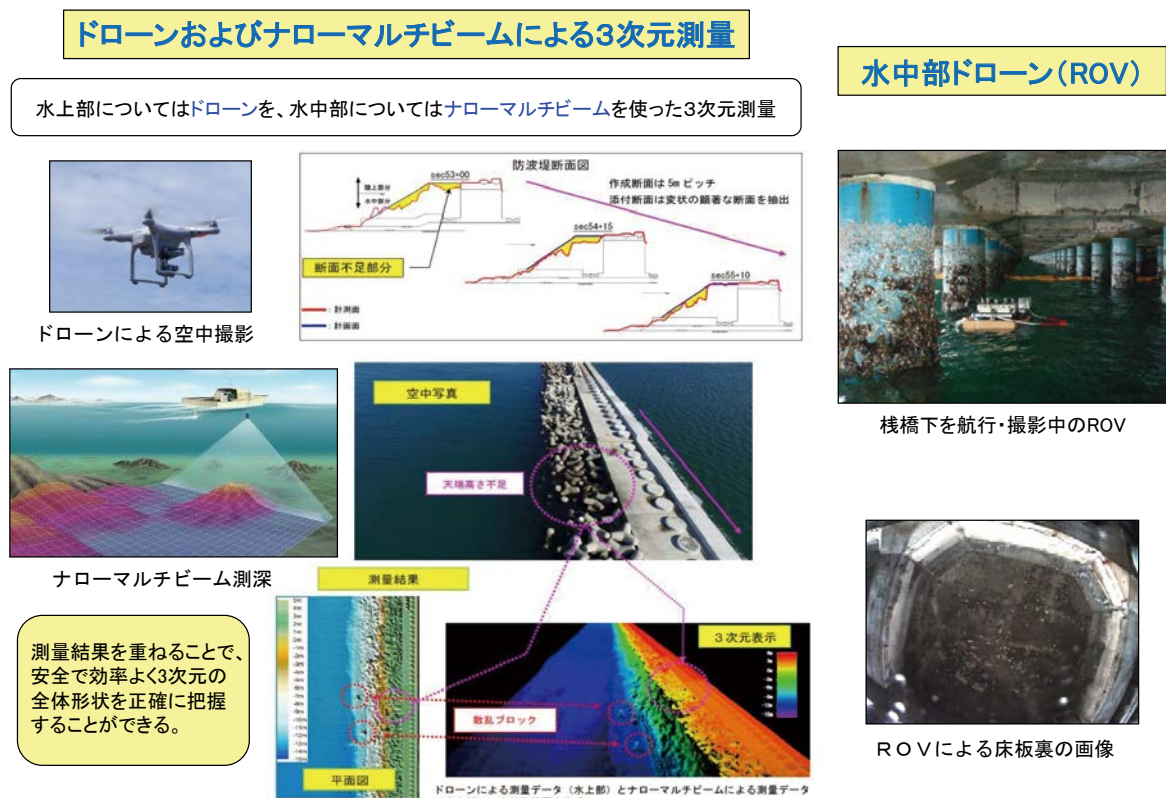 ドローンおよびナローマルチビームによる3次元測量
水上部についてはドローンを、水中部についてはナローマルチビームを使った3次元測量
ドローンによる空中撮影
防波堤断面図
作成断面は5mピッチ
添付断面は変状の顕著な断面を抽出
sec53+00
陸上部分
水中部分
sec54+15
断面不足部分
sec55+10
:計測面
:計画面
ナローマルチビーム測深
空中写真
天端高さ不足
測量結果
3次元表示
散乱ブロック
平面図
測量結果を重ねることで、
安全で効率よく3次元の
全体形状を正確に把握
することができる。
ドローンによる測量データ(水上部)とナローマルチビームによる測量データ
水中部ドローン(ROV)
桟橋下を航行・撮影中のROV
ROVによる床板裏の画像